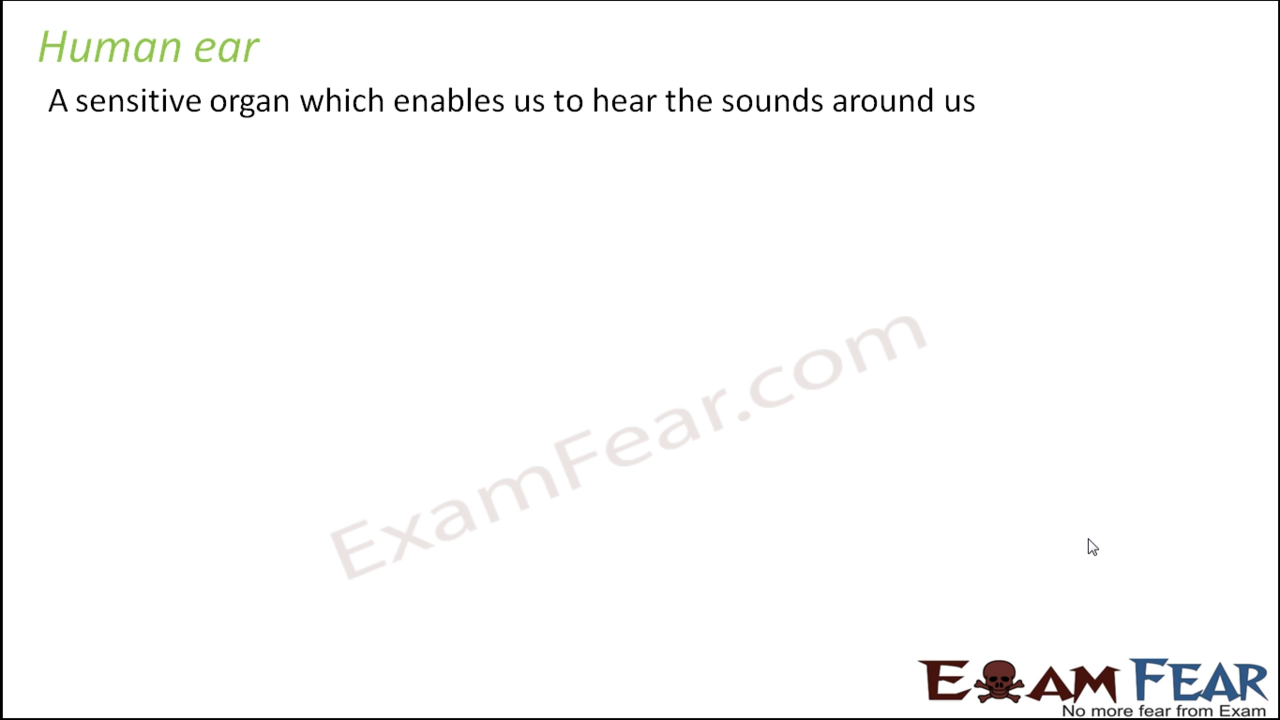 Human ear
A sensitive organ which enables us to hear the sounds around us
ExamFear.com
EXAM FEAR
No more fear from Exam